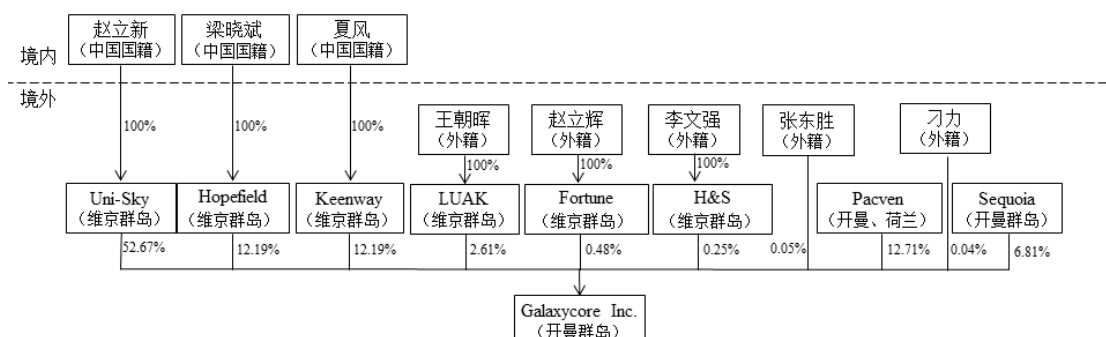 赵立新
（中国国籍）
梁晓斌
（中国国籍）
夏风
（中国国籍）
境内
境外
100%
100%
100%
王朝晖
（外籍）
赵立辉
（外籍）
李文强
（外籍）
张东胜
（外籍）
刁力
（外籍）
100%
100%
100%
Uni-Sky
（维京群岛）
Hopefield
（维京群岛）
Keenway
（维京群岛）
LUAK
（维京群岛）
Fortune
（维京群岛）
H&S
（维京群岛）
Pacven
（开曼、荷兰）
Sequoia
（开曼群岛）
52.67%
12.19%
12.19%
2.61%
0.48%
0.25%
0.05%
12.71%
0.04%
6.81%
Galaxycore Inc.
（开曼群岛）